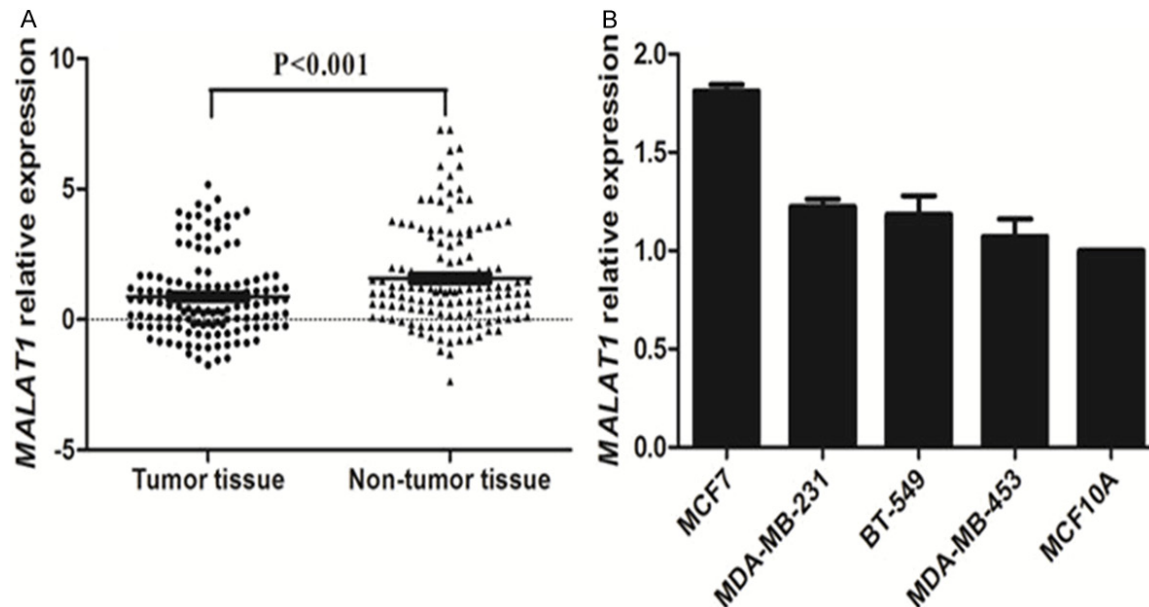 A
MALAT1 relative expression
10
5
0
-5
P<0.001
Tumor tissue
Non-tumor tissue
B
MALAT1 relative expression
2.0
1.5
1.0
0.5
0.0
MCF7
MDA-MB-231
BT-549
MDA-MB-453
MCF10A